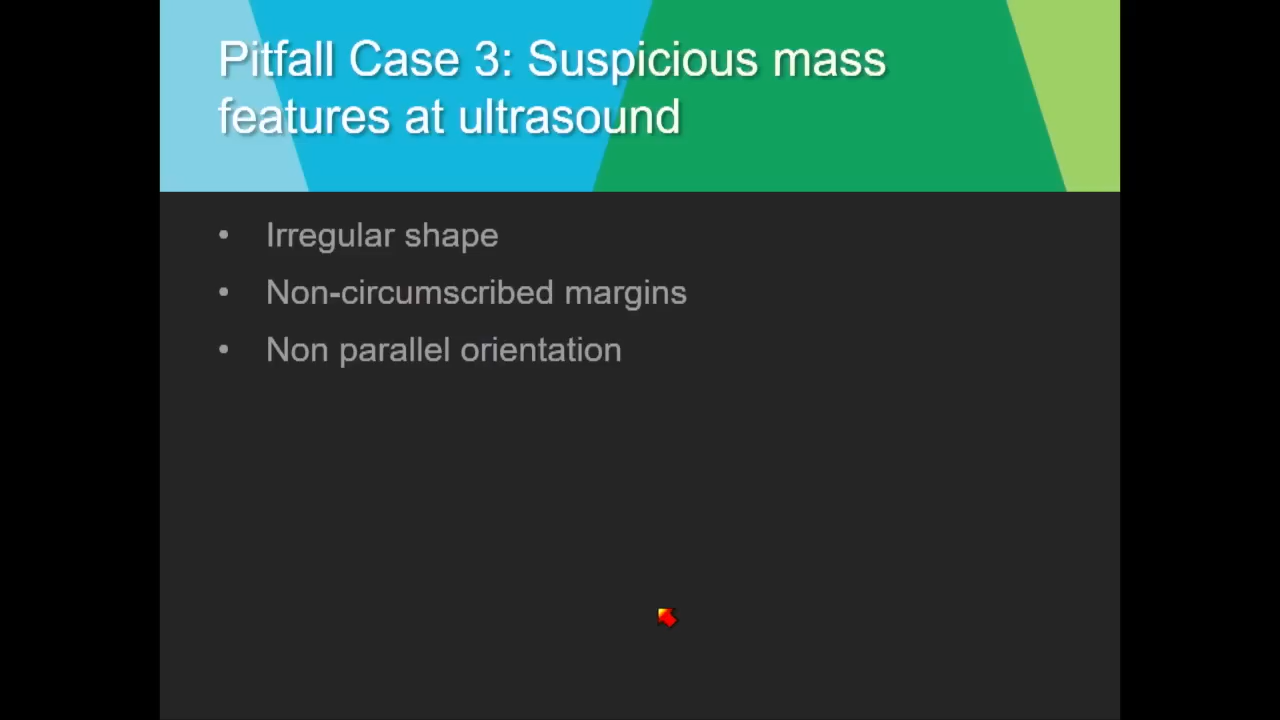 Pitfall Case 3: Suspicious mass
features at ultrasound
• Irregular shape
• Non-circumscribed margins
• Non parallel orientation